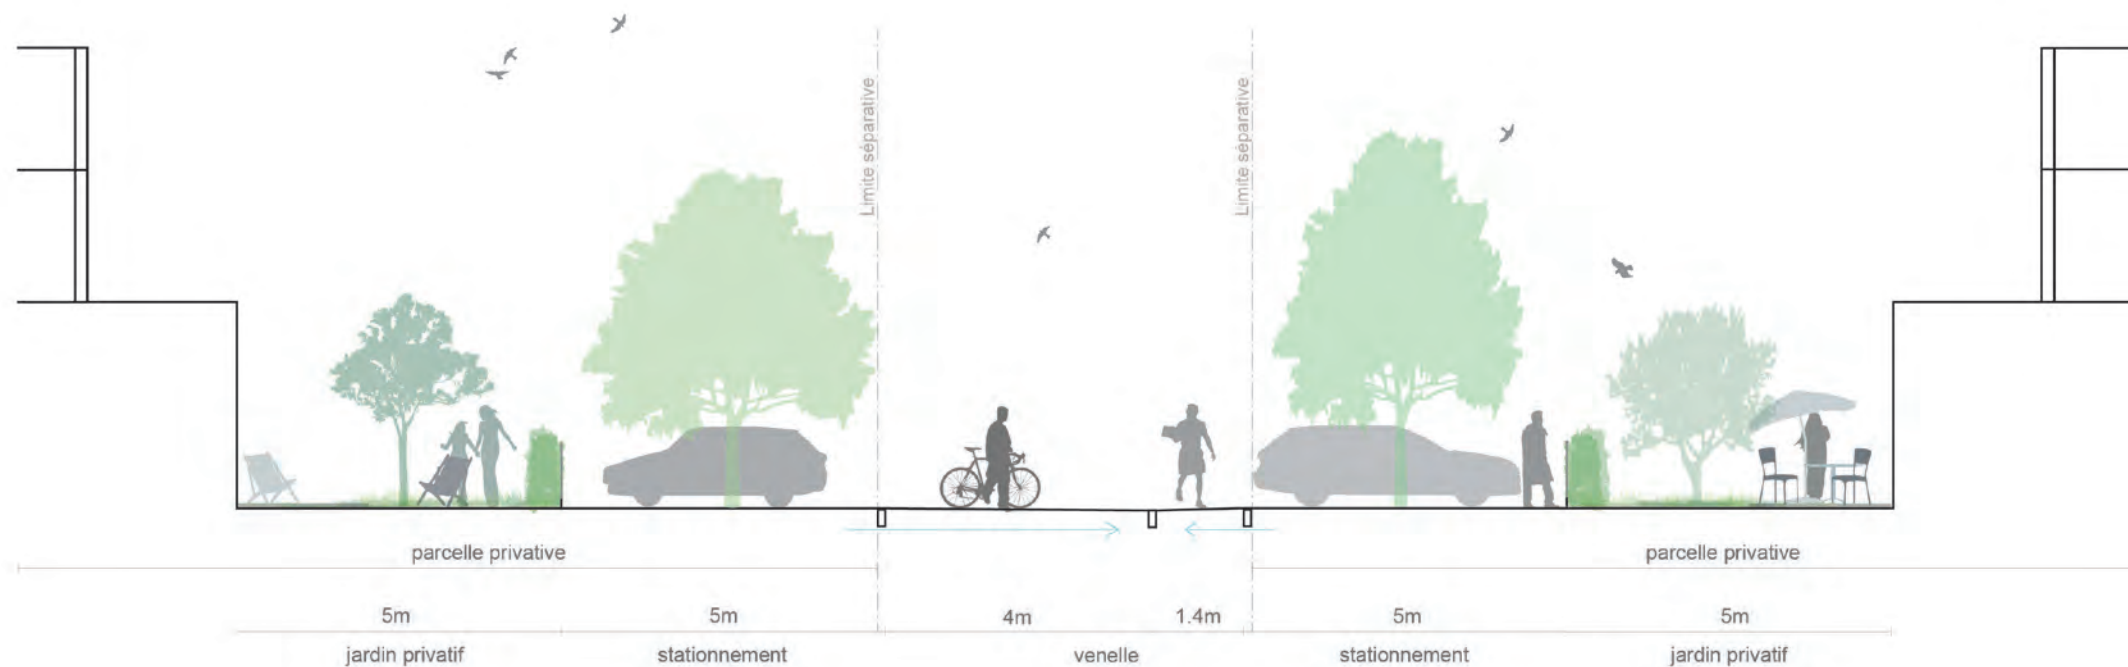 Limite séparative
Limite séparative
parcelle privative
parcelle privative
5m
5m
4m
1.4m
5m
5m
jardin privatif
stationnement
venelle
stationnement
jardin privatif